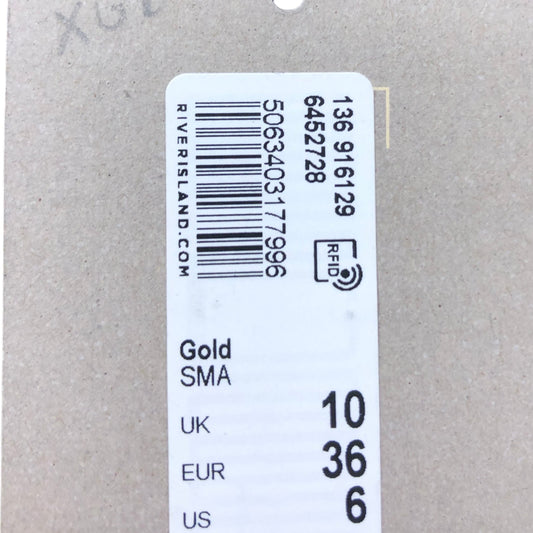 136 916129
6452728
5063403177996
RIVERISLAND.COM
RFID
Gold
SMA
UK 10
EUR 36
US 6